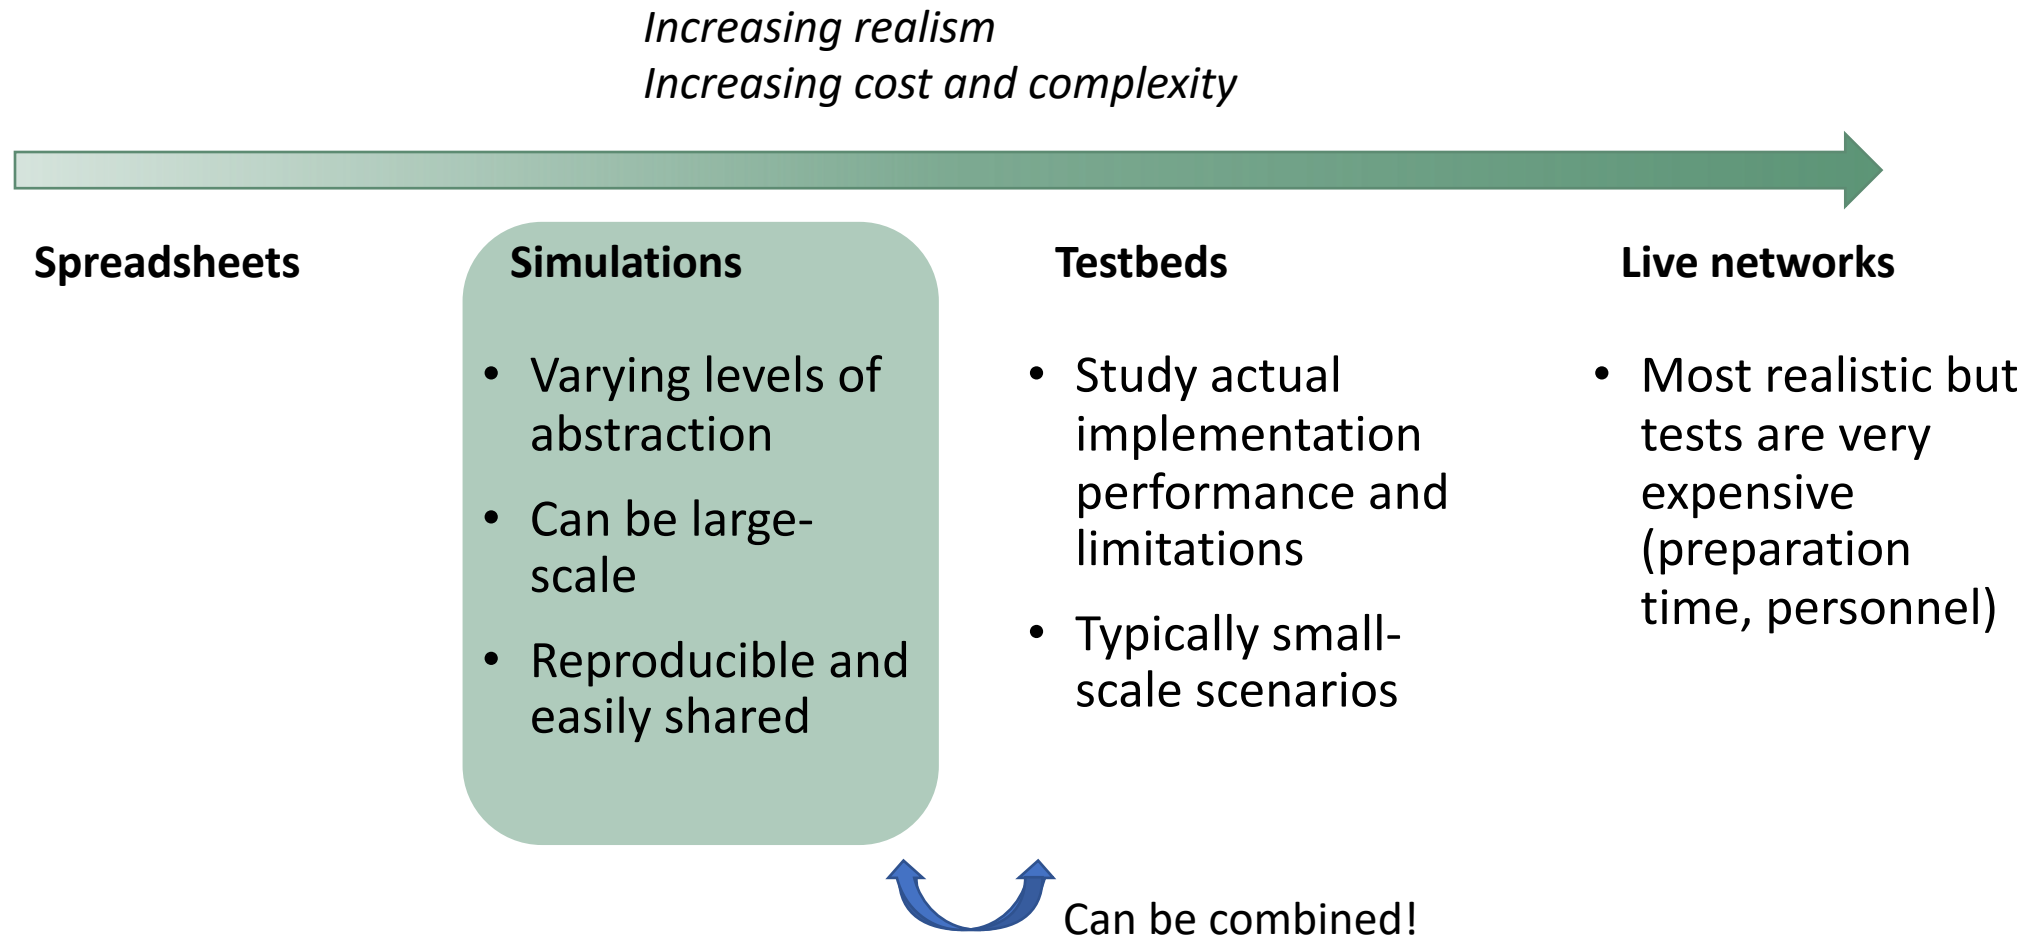 Increasing realism
Increasing cost and complexity
Spreadsheets
Simulations
• Varying levels of
abstraction
• Can be large-
scale
• Reproducible and
easily shared
Testbeds
• Study actual
implementation
performance and
limitations
• Typically small-
scale scenarios
Live networks
• Most realistic but
tests are very
expensive
(preparation
time, personnel)
Can be combined!